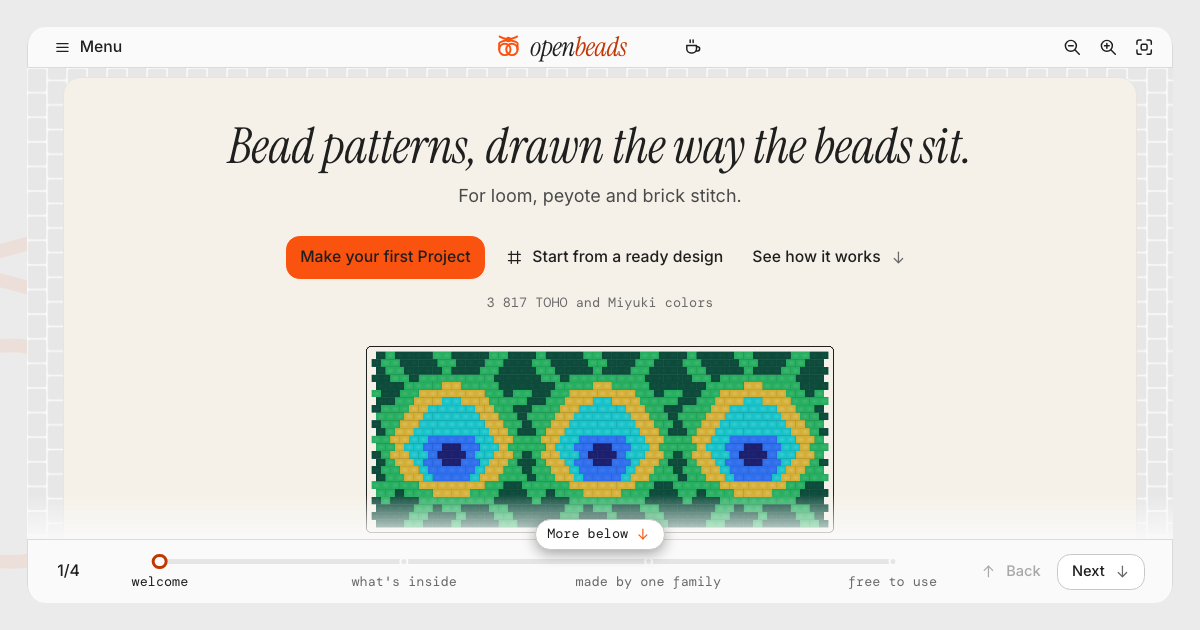 Menu
openbeads
Bead patterns, drawn the way the beads sit.
For loom, peyote and brick stitch.
Make your first Project
Start from a ready design
See how it works ↓
3 817 TOHO and Miyuki colors
More below ↓
1/4
welcome
what's inside
made by one family
free to use
↑ Back
Next ↓